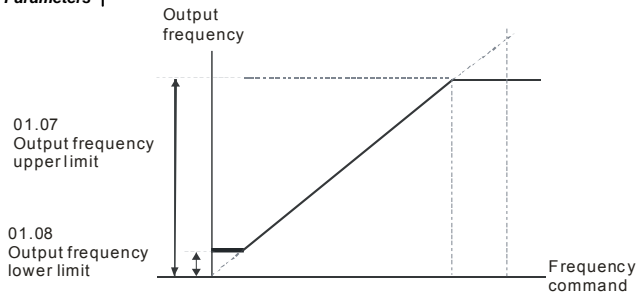 Parameters |
Output
frequency
01.07
Output frequency
upper limit
01.08
Output frequency
lower limit
Frequency
command